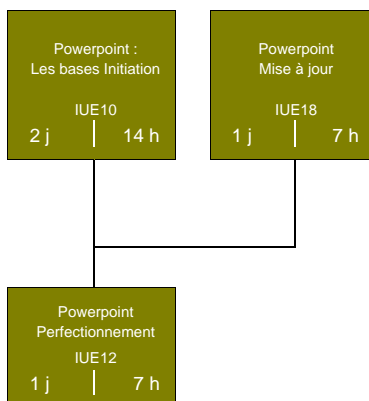 Powerpoint :
Les bases Initiation
IUE10
2 j 14 h
Powerpoint
Mise à jour
IUE18
1 j 7 h
Powerpoint
Perfectionnement
IUE12
1 j 7 h